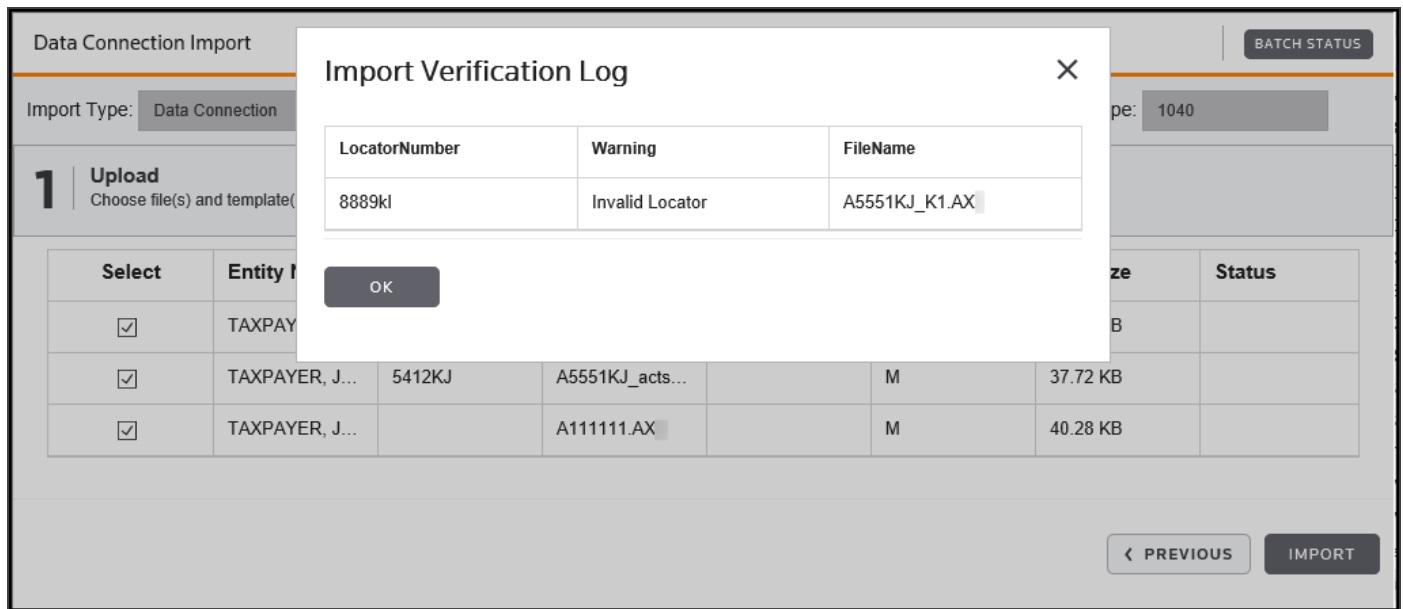 Data Connection Import
BATCH STATUS
Import Verification Log
Import Type: Data Connection
pe: 1040
LocatorNumber Warning FileName
8889kl Invalid Locator A5551KJ_K1.AX
1 Upload
Choose file(s) and template(
OK
Select Entity N ze Status
TAXPAY B
TAXPAYER, J... 5412KJ A5551KJ_acts... M 37.72 KB
TAXPAYER, J... A111111.AX M 40.28 KB
PREVIOUS
IMPORT